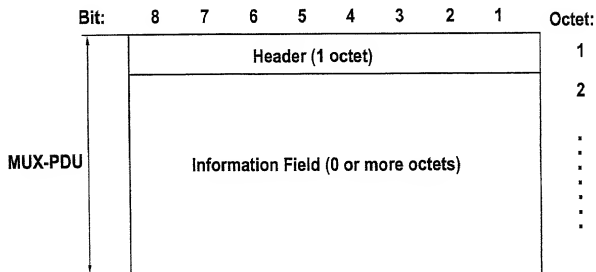 Bit: 8 7 6 5 4 3 2 1 Octet:
Header (1 octet) 1
2
MUX-PDU Information Field (0 or more octets)